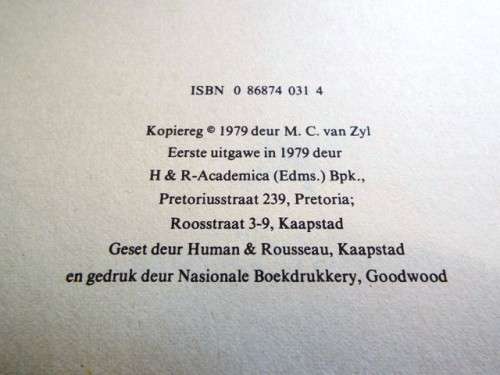 ISBN 0 86874 031 4
Kopiereg © 1979 deur M. C. van Zyl
Eerste uitgawe in 1979 deur
H & R-Academica (Edms.) Bpk.,
Pretoriusstraat 239, Pretoria;
Roosstraat 3-9, Kaapstad
Geset deur Human & Rousseau, Kaapstad
en gedruk deur Nasionale Boekdrukkery, Goodwood